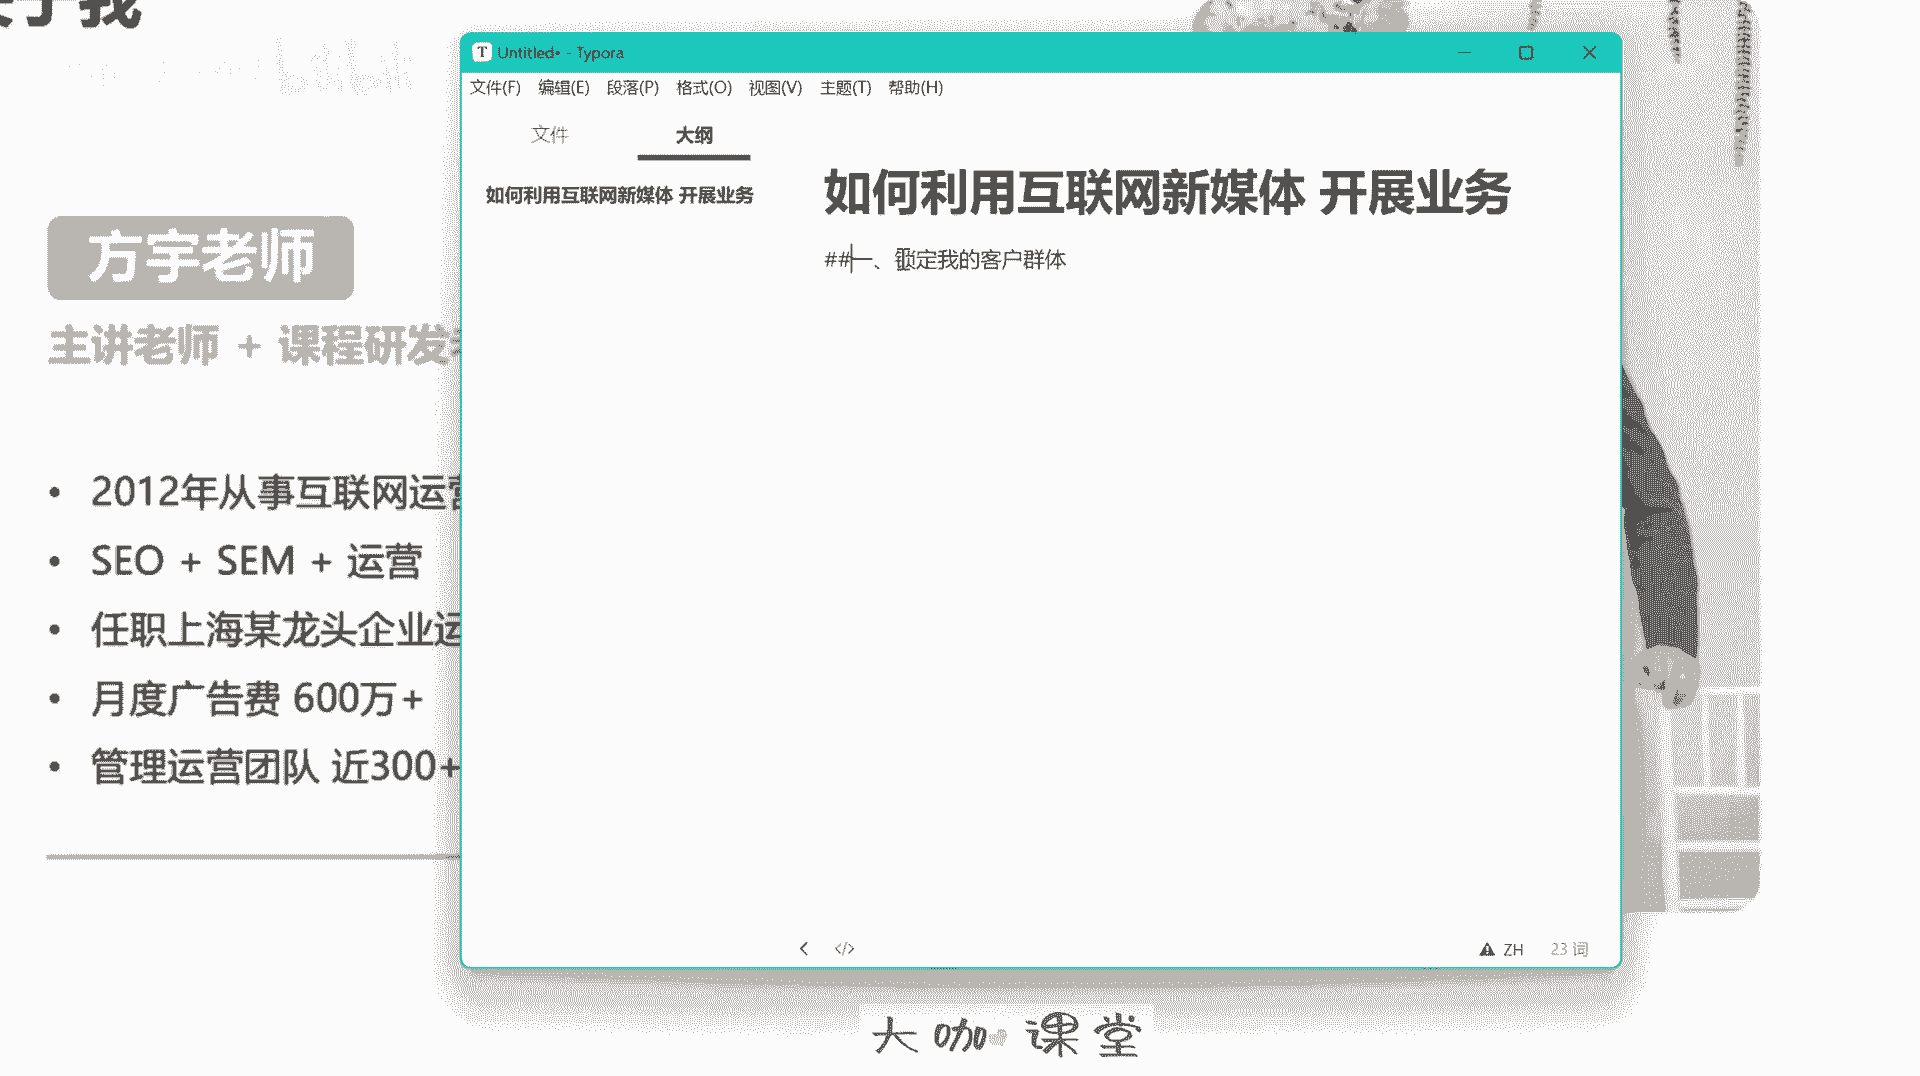 于我
bilibili
方宇老师
主讲老师 + 课程研发
2012年从事互联网运营
SEO + SEM + 运营
任职上海某龙头企业运
月度广告费 600万+
管理运营团队 近300+
T Untitled• - Typora
文件(F) 编辑(E) 段落(P) 格式(O) 视图(V) 主题(T) 帮助(H)
文件 大纲
如何利用互联网新媒体 开展业务
如何利用互联网新媒体 开展业务
##一、锁定我的客户群体
</> ZH 23 词
大咖课堂